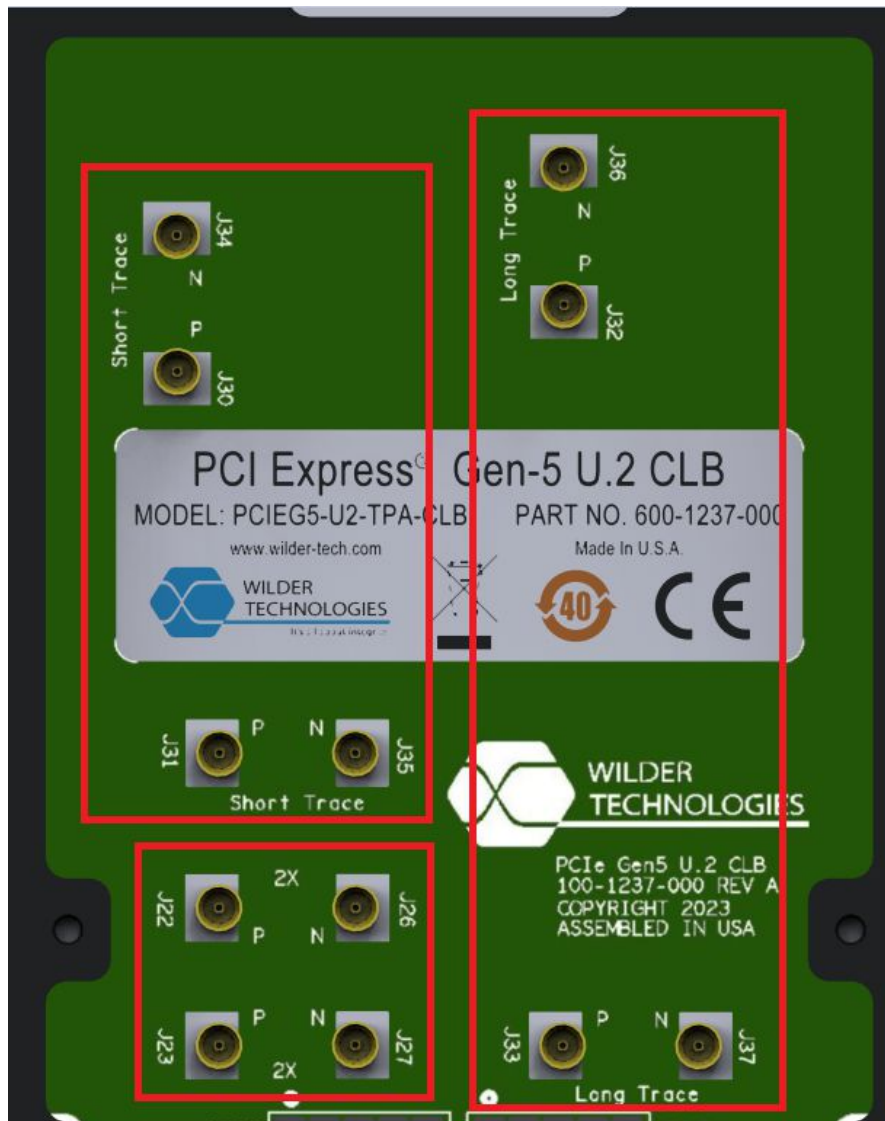 J34
N
Short Trace
P
J30
J36
N
Long Trace
P
J32
PCI Express Gen-5 U.2 CLB
MODEL: PCIEG5-U2-TPA-CLB PART NO. 600-1237-000
www.wilder-tech.com Made In U.S.A.
WILDER
TECHNOLOGIES
40
CE
J31 P N J35
Short Trace
WILDER
TECHNOLOGIES
PCIe Gen5 U.2 CLB
100-1237-000 REV A
COPYRIGHT 2023
ASSEMBLED IN USA
J22 2X J26
P N
J23 P N J27
2X
J33 P N J37
Long Trace